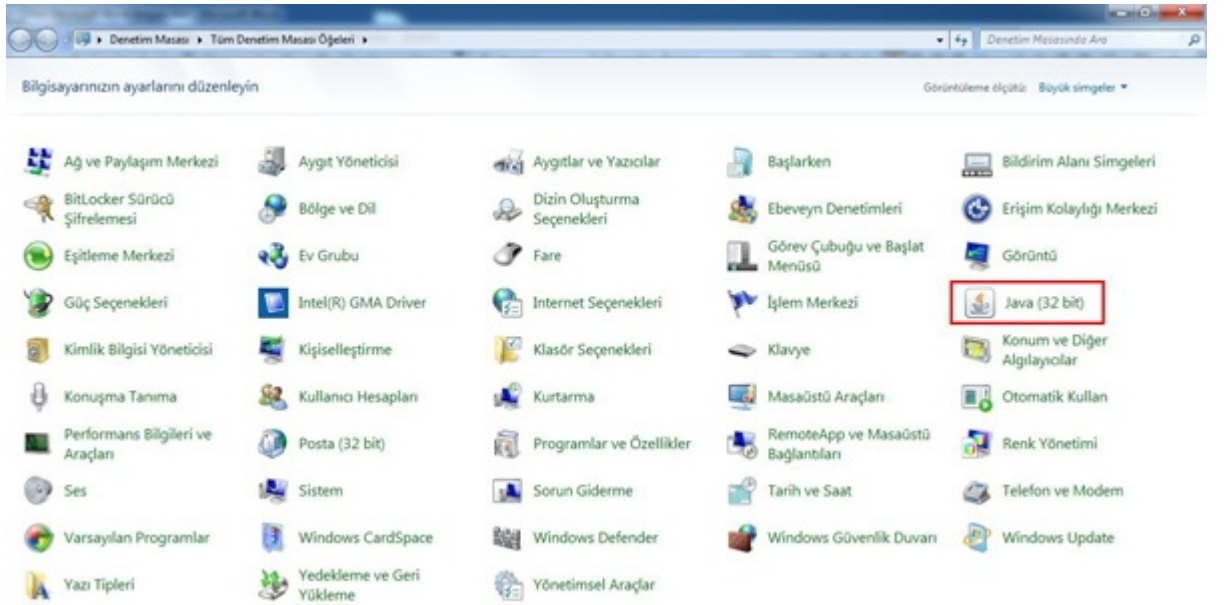 Denetim Masası ▸ Tüm Denetim Masası Öğeleri ▸
Denetim Masasında Ara
Bilgisayarınızın ayarlarını düzenleyin
Görüntüleme ölçütü: Büyük simgeler
Ağ ve Paylaşım Merkezi
Aygıt Yöneticisi
Aygıtlar ve Yazıcılar
Başlarken
Bildirim Alanı Simgeleri
BitLocker Sürücü
Şifrelemesi
Bölge ve Dil
Dizin Oluşturma
Seçenekleri
Ebeveyn Denetimleri
Erişim Kolaylığı Merkezi
Eşitleme Merkezi
Ev Grubu
Fare
Görev Çubuğu ve Başlat
Menüsü
Görüntü
Güç Seçenekleri
Intel(R) GMA Driver
Internet Seçenekleri
İşlem Merkezi
Java (32 bit)
Kimlik Bilgisi Yöneticisi
Kişiselleştirme
Klasör Seçenekleri
Klavye
Konum ve Diğer
Algılayıcılar
Konuşma Tanıma
Kullanıcı Hesapları
Kurtarma
Masaüstü Araçları
Otomatik Kullan
Performans Bilgileri ve
Araçları
Posta (32 bit)
Programlar ve Özellikler
RemoteApp ve Masaüstü
Bağlantıları
Renk Yönetimi
Ses
Sistem
Sorun Giderme
Tarih ve Saat
Telefon ve Modem
Varsayılan Programlar
Windows CardSpace
Windows Defender
Windows Güvenlik Duvarı
Windows Update
Yazı Tipleri
Yedekleme ve Geri
Yükleme
Yönetimsel Araçlar